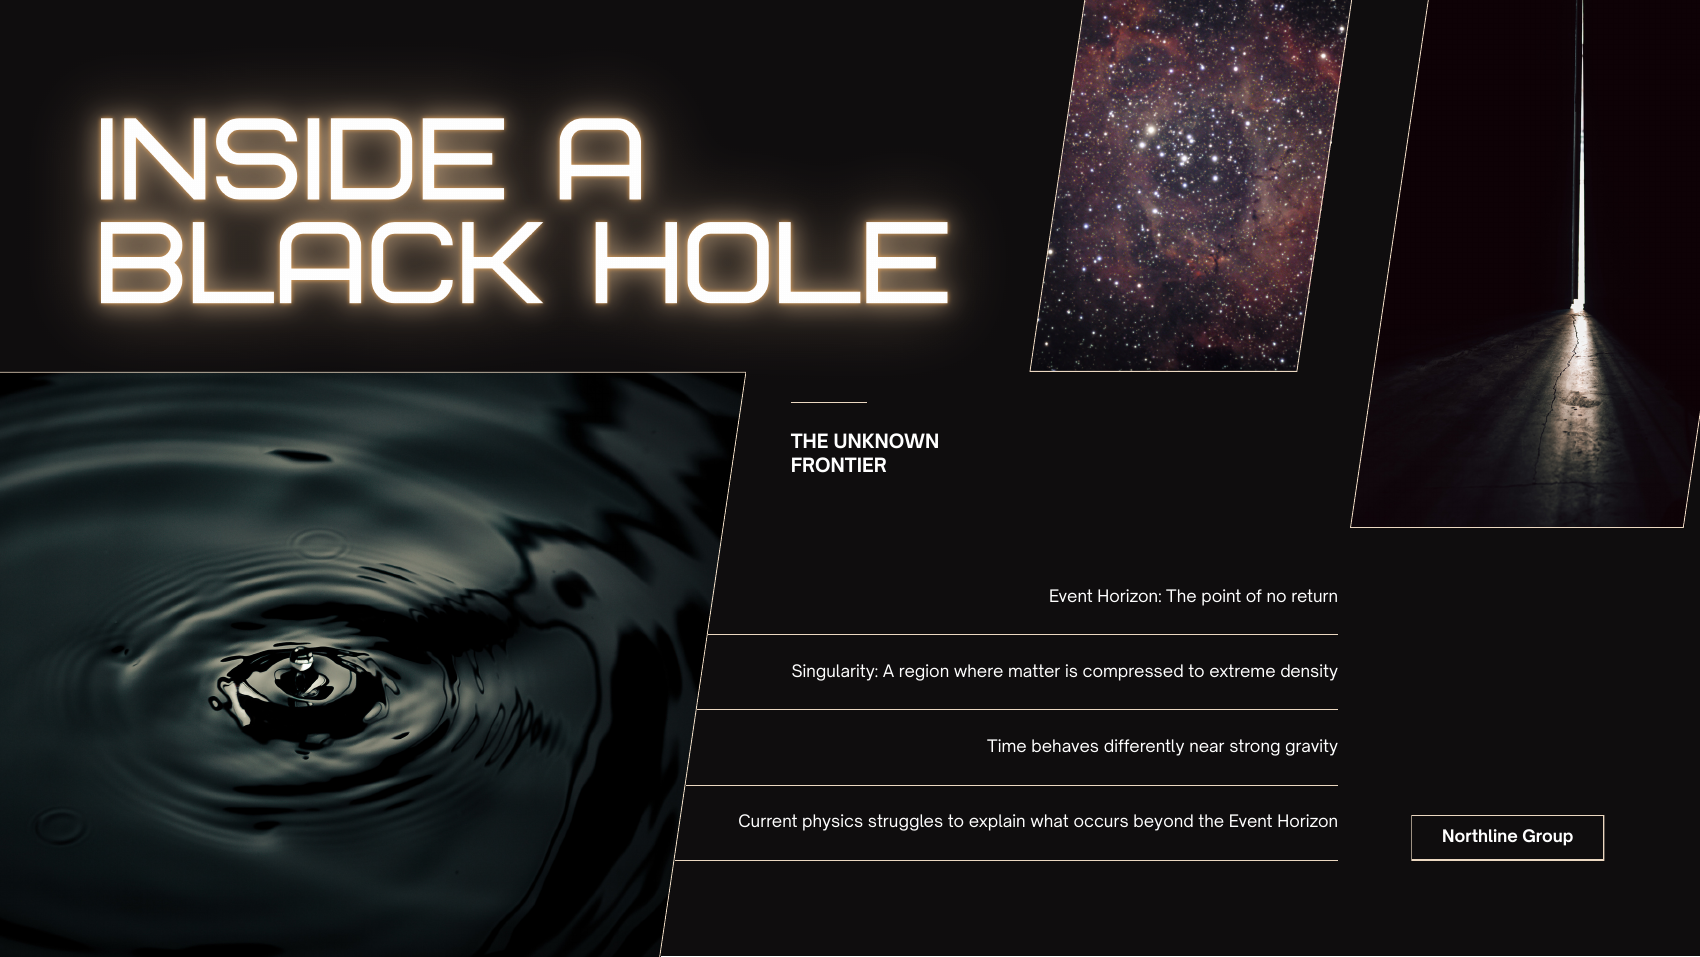 INSIDE A
BLACK HOLE
THE UNKNOWN
FRONTIER
Event Horizon: The point of no return
Singularity: A region where matter is compressed to extreme density
Time behaves differently near strong gravity
Current physics struggles to explain what occurs beyond the Event Horizon
Northline Group